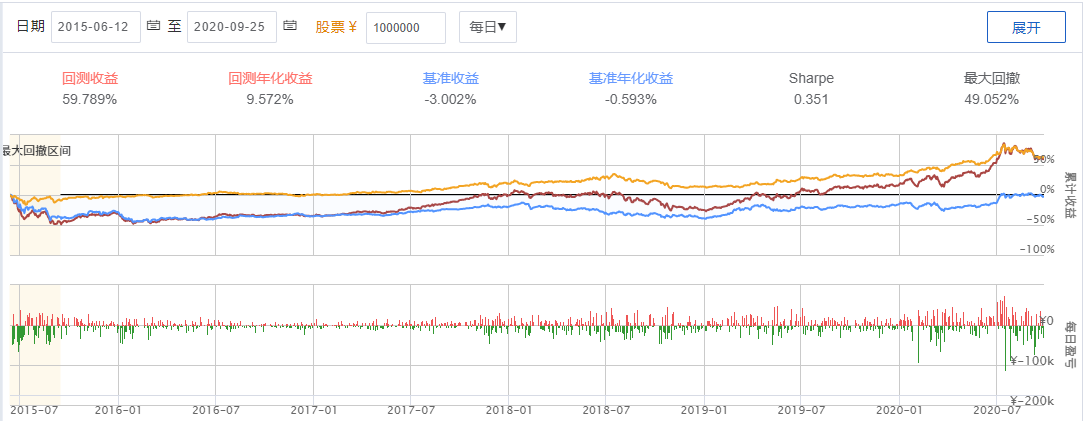 日期 2015-06-12 至 2020-09-25 股票 ¥ 1000000 每日▼ 展开
回测收益 回测年化收益 基准收益 基准年化收益 Sharpe 最大回撤
59.789% 9.572% -3.002% -0.593% 0.351 49.052%
最大回撤区间
50%
0%
-50%
-100%
累计收益
¥0
¥-100k
¥-200k
每日盈亏
2015-07 2016-01 2016-07 2017-01 2017-07 2018-01 2018-07 2019-01 2019-07 2020-01 2020-07